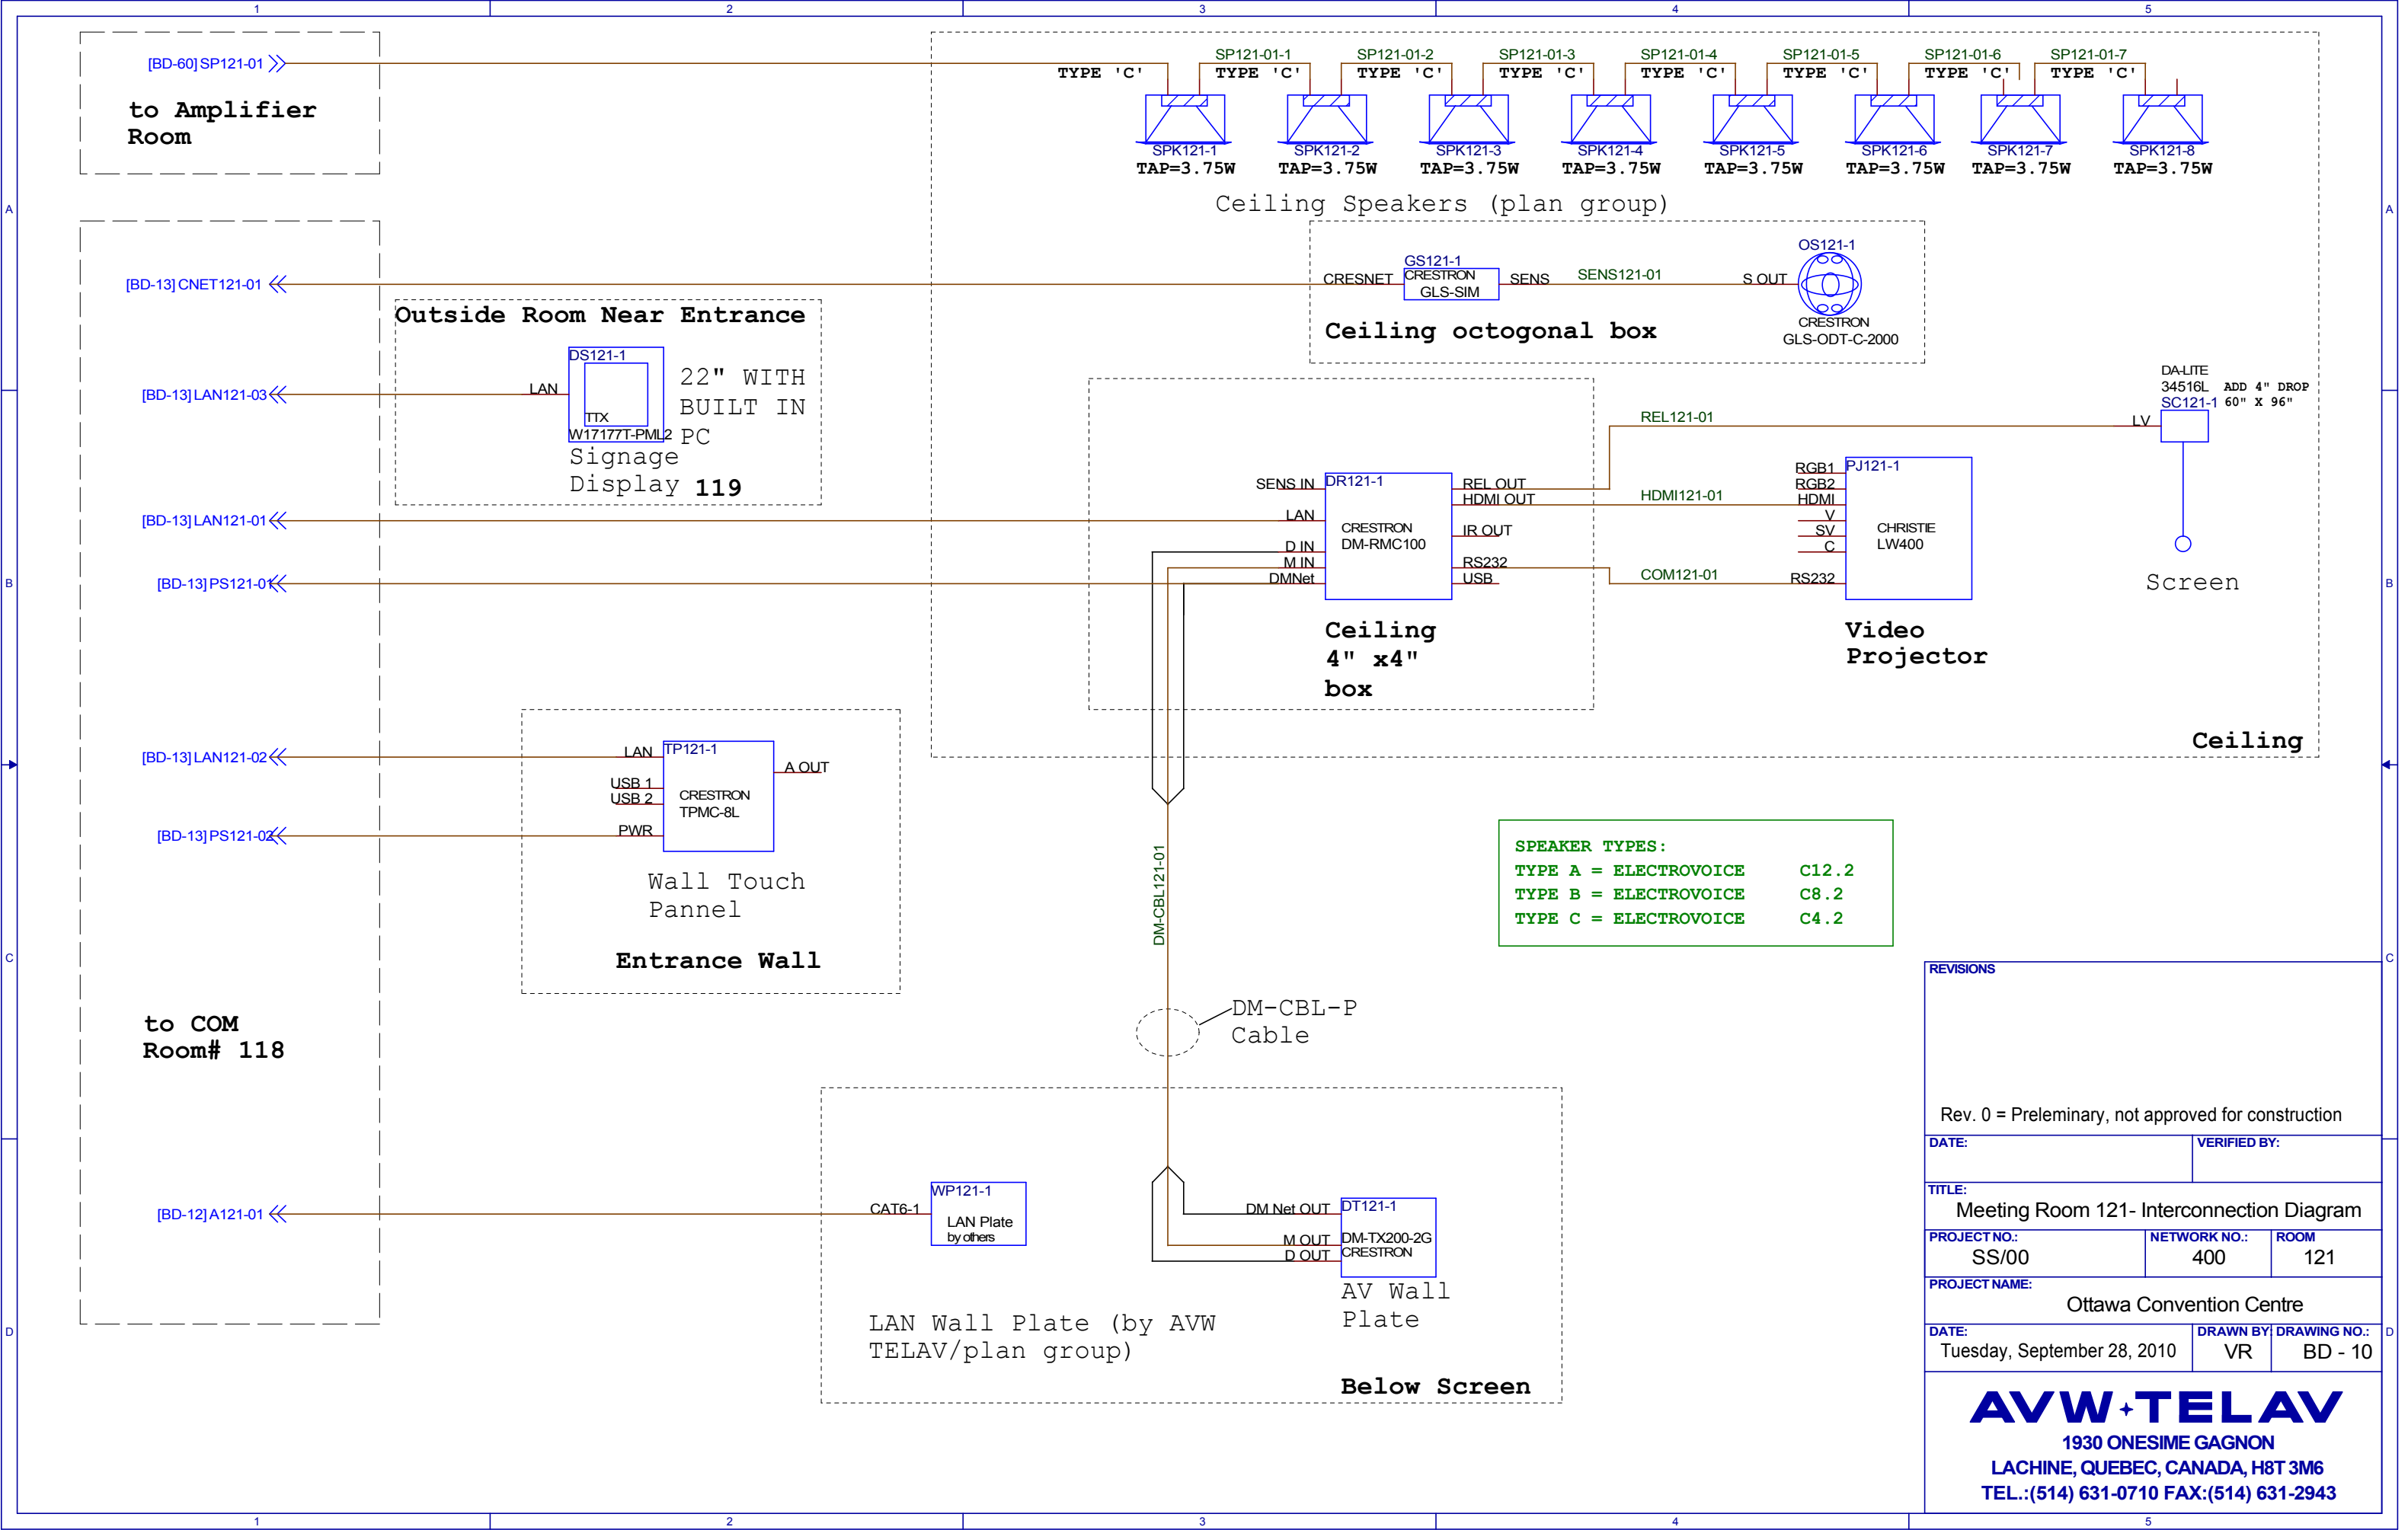 1 2 3 4 5
[BD-60] SP121-01
to Amplifier
Room
SP121-01-1 SP121-01-2 SP121-01-3 SP121-01-4 SP121-01-5 SP121-01-6 SP121-01-7
TYPE 'C' TYPE 'C' TYPE 'C' TYPE 'C' TYPE 'C' TYPE 'C' TYPE 'C' TYPE 'C'
SPK121-1 SPK121-2 SPK121-3 SPK121-4 SPK121-5 SPK121-6 SPK121-7 SPK121-8
TAP=3.75W TAP=3.75W TAP=3.75W TAP=3.75W TAP=3.75W TAP=3.75W TAP=3.75W TAP=3.75W
Ceiling Speakers (plan group)
A A
[BD-13] CNET121-01
CRESNET
GS121-1
CRESTRON
GLS-SIM
SENS
SENS121-01
S OUT
OS121-1
CRESTRON
GLS-ODT-C-2000
Ceiling octogonal box
Outside Room Near Entrance
[BD-13] LAN121-03
LAN
DS121-1
TTX
W17177T-PML2
22" WITH
BUILT IN
PC
Signage
Display 119
DA-LITE
34516L
SC121-1
ADD 4" DROP
60" X 96"
LV
Screen
REL121-01
[BD-13] LAN121-01
[BD-13] PS121-01
SENS IN
LAN
D IN
M IN
DMNet
DR121-1
CRESTRON
DM-RMC100
REL OUT
HDMI OUT
IR OUT
RS232
USB
HDMI121-01
COM121-01
RGB1
RGB2
HDMI
V
SV
C
RS232
PJ121-1
CHRISTIE
LW400
B B
Ceiling
4" x4"
box
Video
Projector
Ceiling
[BD-13] LAN121-02
[BD-13] PS121-02
LAN
USB 1
USB 2
PWR
TP121-1
CRESTRON
TPMC-8L
A OUT
Wall Touch
Pannel
Entrance Wall
DM-CBL121-01
SPEAKER TYPES:
TYPE A = ELECTROVOICE C12.2
TYPE B = ELECTROVOICE C8.2
TYPE C = ELECTROVOICE C4.2
C C
to COM
Room# 118
DM-CBL-P
Cable
[BD-12] A121-01
CAT6-1
WP121-1
LAN Plate
by others
DM Net OUT
M OUT
D OUT
DT121-1
DM-TX200-2G
CRESTRON
AV Wall
Plate
LAN Wall Plate (by AVW
TELAV/plan group)
Below Screen
D D
REVISIONS
Rev. 0 = Preleminary, not approved for construction
DATE: VERIFIED BY:
TITLE:
Meeting Room 121- Interconnection Diagram
PROJECT NO.: NETWORK NO.: ROOM
SS/00 400 121
PROJECT NAME:
Ottawa Convention Centre
DATE: DRAWN BY: DRAWING NO.:
Tuesday, September 28, 2010 VR BD - 10
AVW TELAV
1930 ONESIME GAGNON
LACHINE, QUEBEC, CANADA, H8T 3M6
TEL.:(514) 631-0710 FAX:(514) 631-2943
1 2 3 4 5